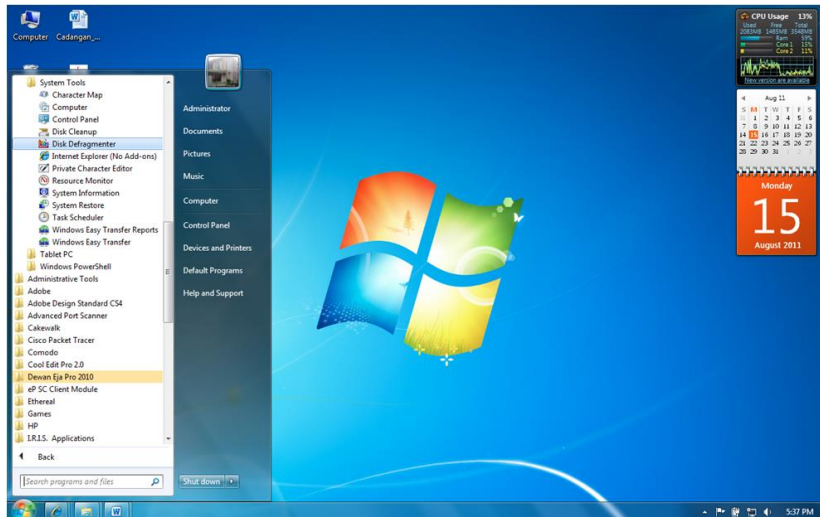 Computer
Cadangan_...
System Tools
Character Map
Computer
Control Panel
Disk Cleanup
Disk Defragmenter
Internet Explorer (No Add-ons)
Private Character Editor
Resource Monitor
System Information
System Restore
Task Scheduler
Windows Easy Transfer Reports
Windows Easy Transfer
Tablet PC
Windows PowerShell
Administrative Tools
Adobe
Adobe Design Standard CS4
Advanced Port Scanner
Cakewalk
Cisco Packet Tracer
Comodo
Cool Edit Pro 2.0
Dewan Eja Pro 2010
eP SC Client Module
Ethereal
Games
HP
I.R.I.S. Applications
Back
Search programs and files
Administrator
Documents
Pictures
Music
Computer
Control Panel
Devices and Printers
Default Programs
Help and Support
Shut down
CPU Usage 13%
Used Free Total
2083MB 1465MB 3548MB
Ram 59%
Core 1 15%
Core 2 11%
New version are available
Aug 11
S M T W T F S
1 2 3 4 5 6
7 8 9 10 11 12 13
14 15 16 17 18 19 20
21 22 23 24 25 26 27
28 29 30 31
Monday
15
August 2011
5:37 PM